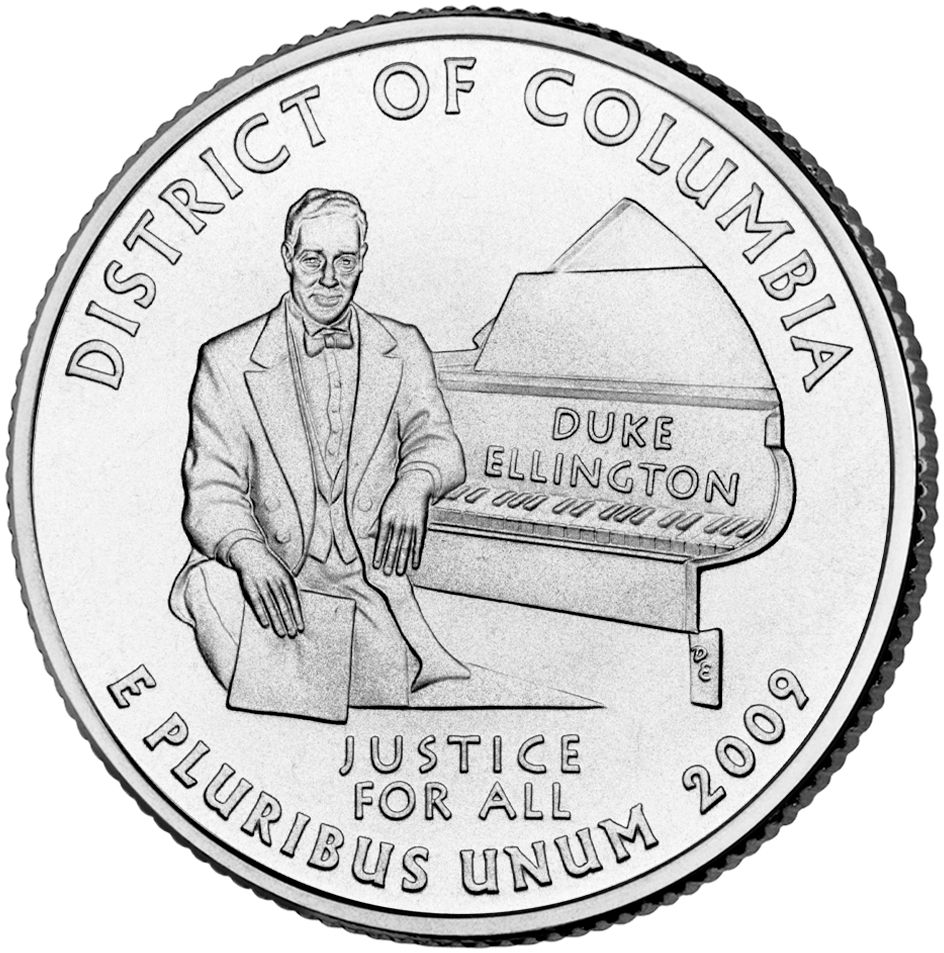 DISTRICT OF COLUMBIA
DUKE
ELLINGTON
JUSTICE
FOR ALL
E PLURIBUS UNUM 2009